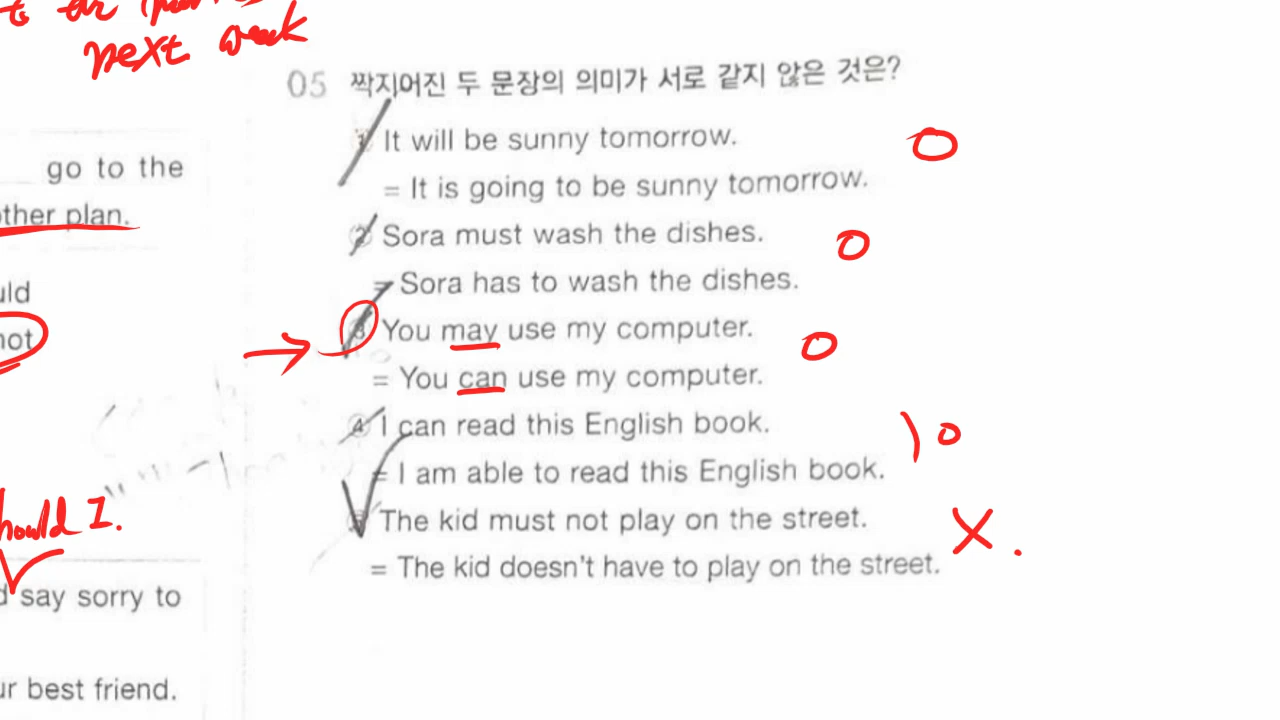 next week
go to the
ther plan.
uld
not
hould I.
say sorry to
ur best friend.
05 짝지어진 두 문장의 의미가 서로 같지 않은 것은?
① It will be sunny tomorrow. O
= It is going to be sunny tomorrow.
② Sora must wash the dishes. O
= Sora has to wash the dishes.
→ ③ You may use my computer. O
= You can use my computer.
④ I can read this English book. ) O
= I am able to read this English book.
⑤ The kid must not play on the street. X.
= The kid doesn't have to play on the street.